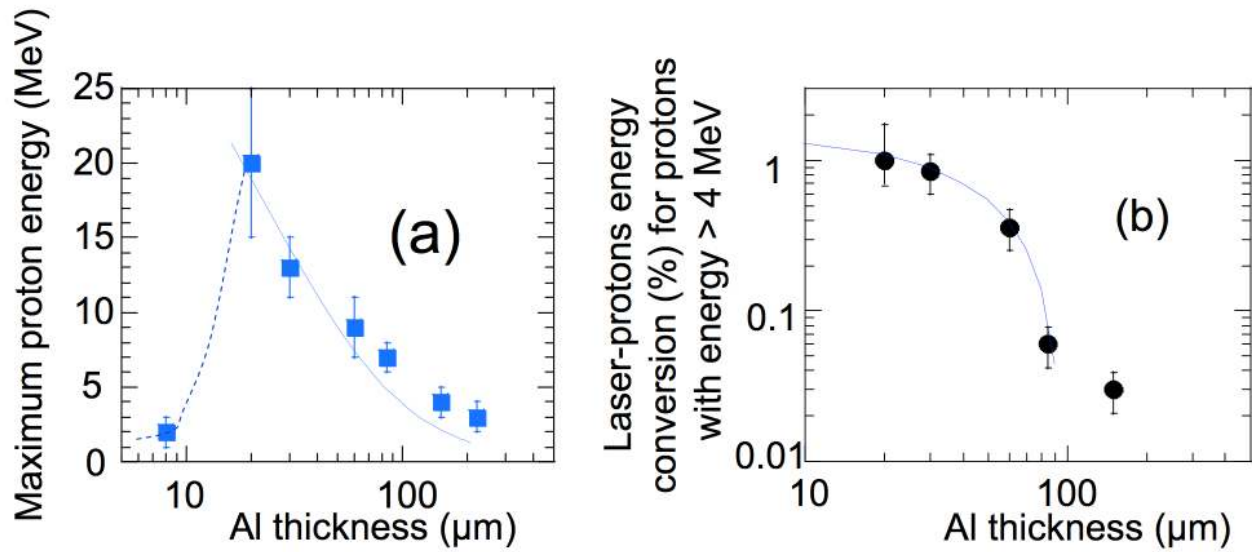 Maximum proton energy (MeV)
25
20
15
10
5
0
(a)
10
100
Al thickness (μm)
Laser-protons energy
conversion (%) for protons
with energy > 4 MeV
1
0.1
0.01
(b)
10
100
Al thickness (μm)